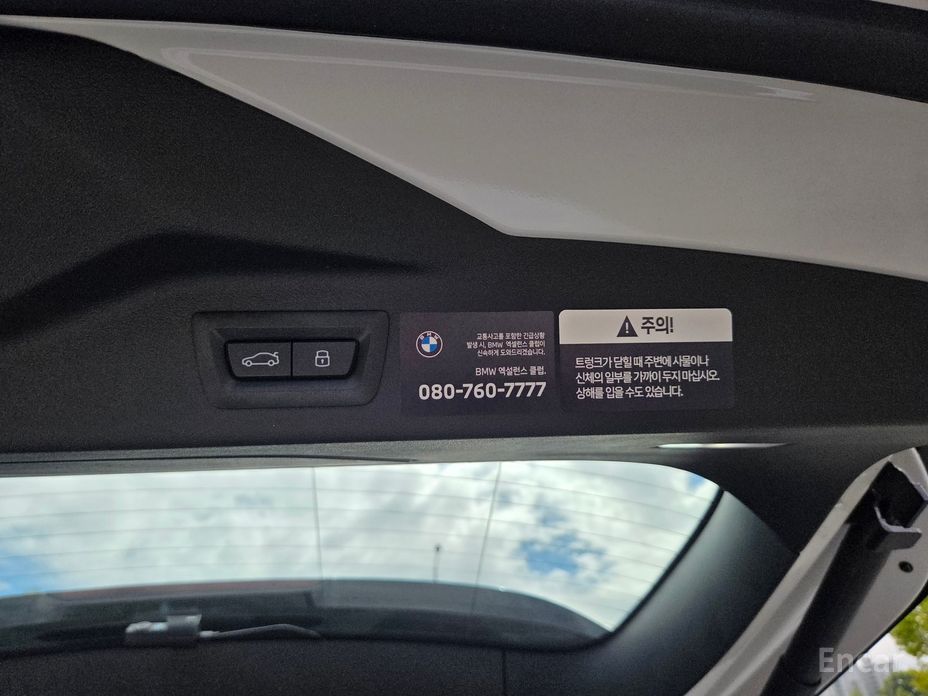 BMW
교통사고를 포함한 긴급상황
발생 시, BMW 엑설런스 클럽이
신속하게 도와드리겠습니다.
BMW 엑설런스 클럽.
080-760-7777
주의!
트렁크가 닫힐 때 주변에 사물이나
신체의 일부를 가까이 두지 마십시오.
상해를 입을 수도 있습니다.
Encar